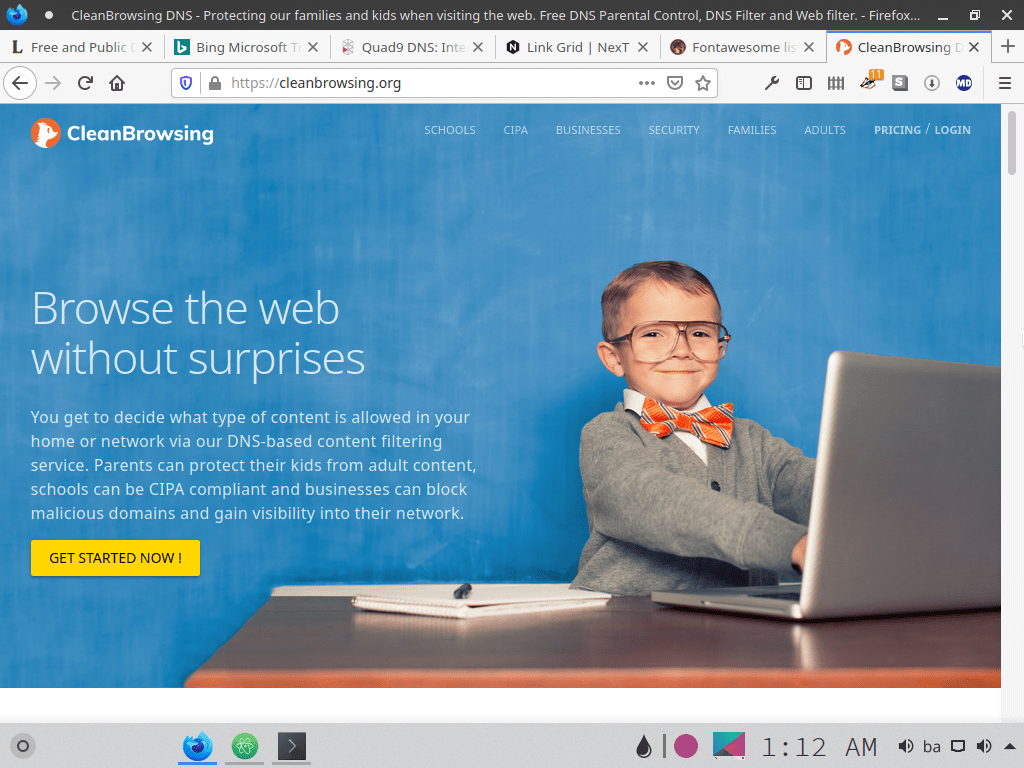 CleanBrowsing DNS - Protecting our families and kids when visiting the web. Free DNS Parental Control, DNS Filter and Web filter. - Firefox...
Free and Public D
Bing Microsoft Tr
Quad9 DNS: Inte
Link Grid | NexT
Fontawesome lis
CleanBrowsing D
https://cleanbrowsing.org
11
S
MD
CleanBrowsing
SCHOOLS CIPA BUSINESSES SECURITY FAMILIES ADULTS PRICING / LOGIN
Browse the web
without surprises
You get to decide what type of content is allowed in your
home or network via our DNS-based content filtering
service. Parents can protect their kids from adult content,
schools can be CIPA compliant and businesses can block
malicious domains and gain visibility into their network.
GET STARTED NOW !
1:12 AM
ba